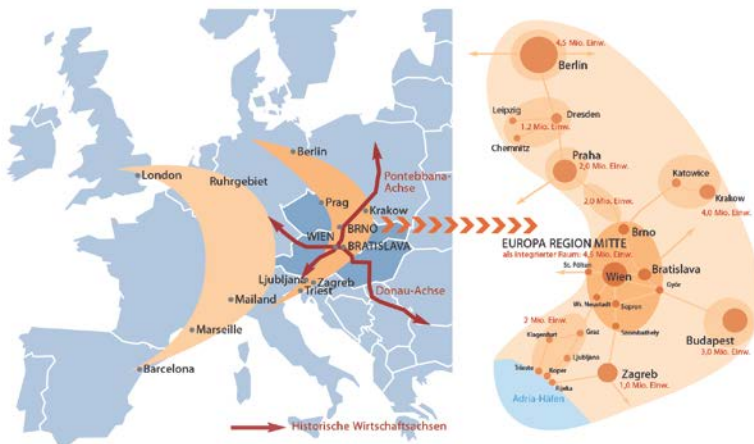 London
Ruhrgebiet
Berlin
Pontebbana-
Achse
Prag
Krakow
BRNO
WIEN
BRATISLAVA
Ljubljana
Zagreb
Triest
Donau-Achse
Mailand
Marseille
Barcelona
Historische Wirtschaftsachsen
4,5 Mio. Einw.
Berlin
Leipzig
Dresden
1,2 Mio. Einw.
Chemnitz
Praha
2,0 Mio. Einw.
Katowice
Krakow
4,0 Mio. Einw.
2,0 Mio. Einw.
Brno
EUROPA REGION MITTE
als integrierter Raum: 4,5 Mio. Einw.
St. Pölten
Wien
Bratislava
Györ
Wr. Neustadt
Sopron
Szombathely
Budapest
3,0 Mio. Einw.
2 Mio. Einw.
Klagenfurt
Graz
Ljubljana
Trieste
Koper
Rijeka
Zagreb
1,0 Mio. Einw.
Adria-Häfen